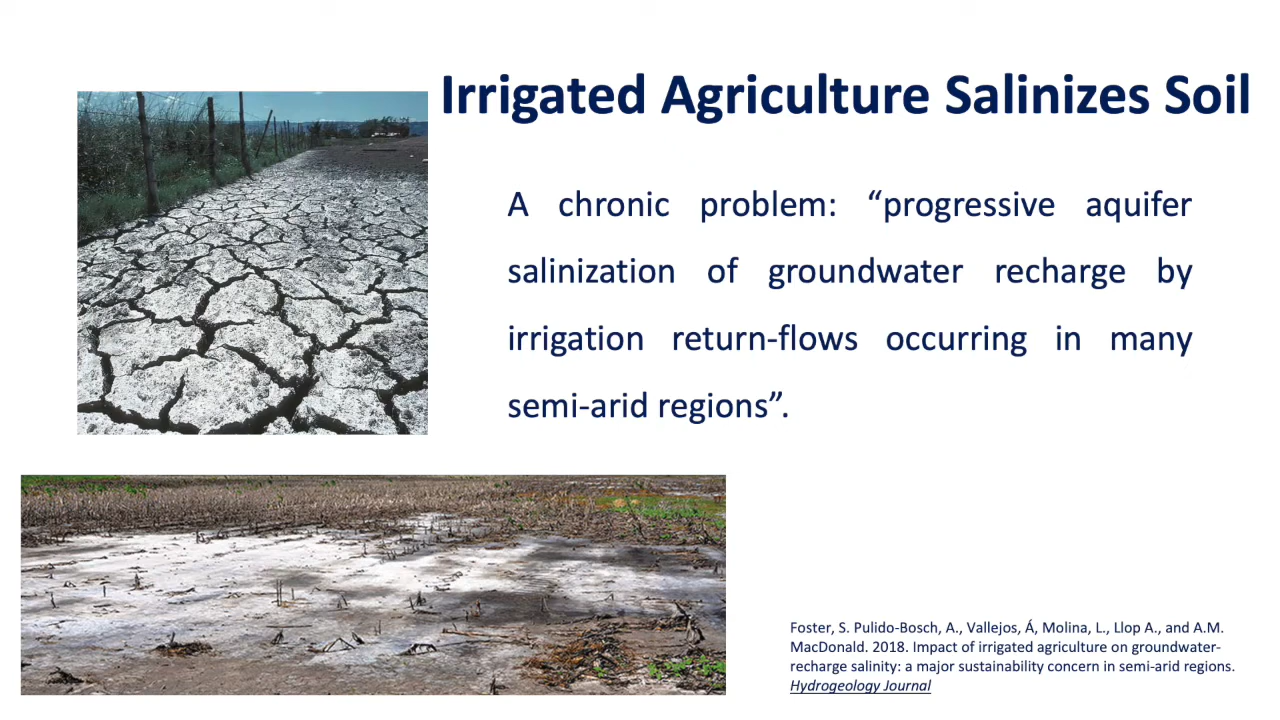 Irrigated Agriculture Salinizes Soil
A chronic problem: “progressive aquifer
salinization of groundwater recharge by
irrigation return-flows occurring in many
semi-arid regions”.
Foster, S. Pulido-Bosch, A., Vallejos, Á, Molina, L., Llop A., and A.M.
MacDonald. 2018. Impact of irrigated agriculture on groundwater-
recharge salinity: a major sustainability concern in semi-arid regions.
Hydrogeology Journal